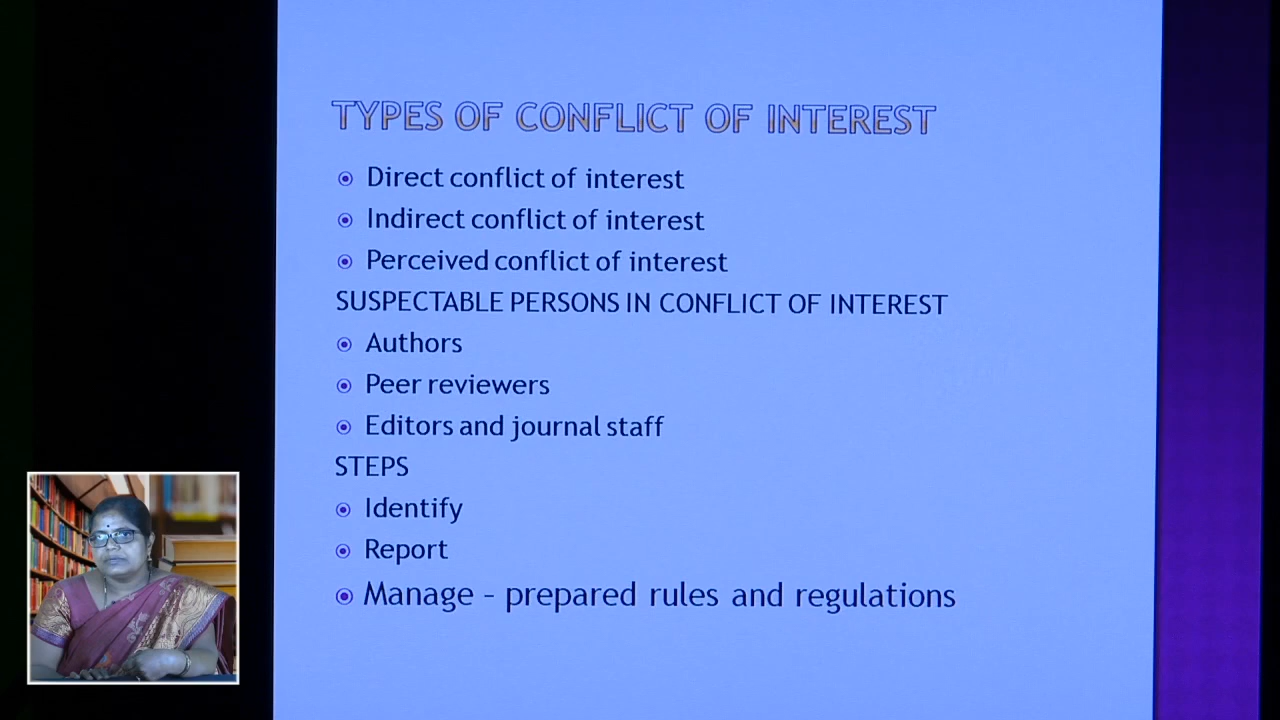 TYPES OF CONFLICT OF INTEREST
Direct conflict of interest
Indirect conflict of interest
Perceived conflict of interest
SUSPECTABLE PERSONS IN CONFLICT OF INTEREST
Authors
Peer reviewers
Editors and journal staff
STEPS
Identify
Report
Manage – prepared rules and regulations